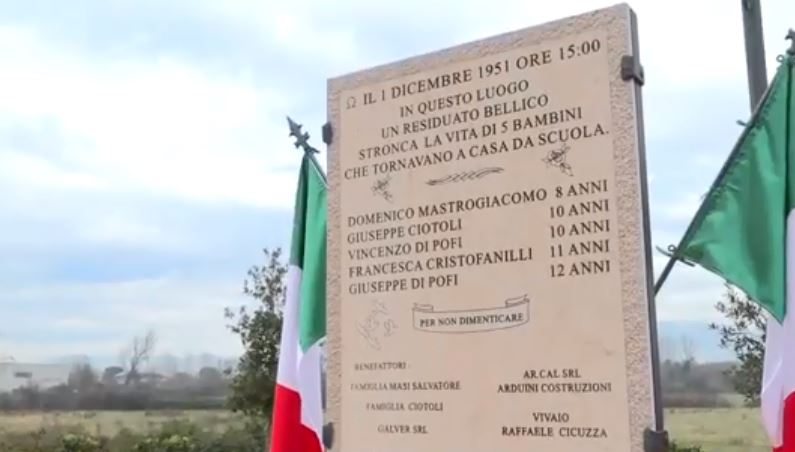 Ω IL 1 DICEMBRE 1951 ORE 15:00
IN QUESTO LUOGO
UN RESIDUATO BELLICO
STRONCA LA VITA DI 5 BAMBINI
CHE TORNAVANO A CASA DA SCUOLA.
DOMENICO MASTROGIACOMO 8 ANNI
GIUSEPPE CIOTOLI 10 ANNI
VINCENZO DI POFI 10 ANNI
FRANCESCA CRISTOFANILLI 11 ANNI
GIUSEPPE DI POFI 12 ANNI
PER NON DIMENTICARE
BENEFATTORI :
FAMIGLIA MASI SALVATORE
FAMIGLIA CIOTOLI
GALVER SRL
AR.CAL SRL
ARDUINI COSTRUZIONI
VIVAIO
RAFFAELE CICUZZA